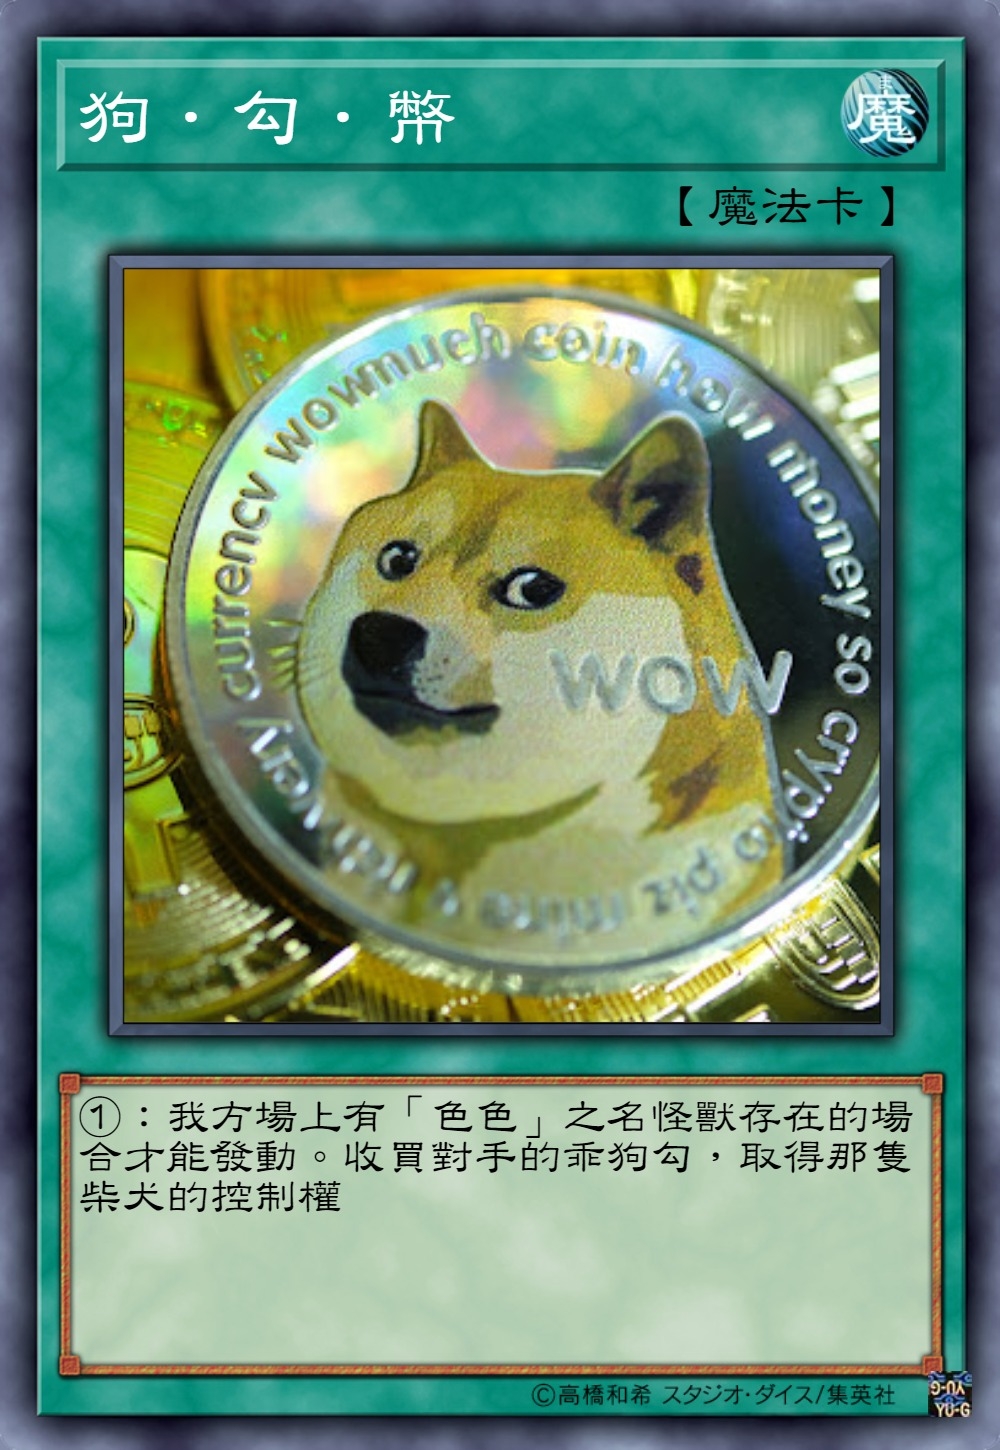 狗・勾・幣
魔
【魔法卡】
very currency wow much coin how money so crypto plz mine v rich
wow
①：我方場上有「色色」之名怪獸存在的場
合才能發動。收買對手的乖狗勾，取得那隻
柴犬的控制權
©高橋和希 スタジオ・ダイス/集英社